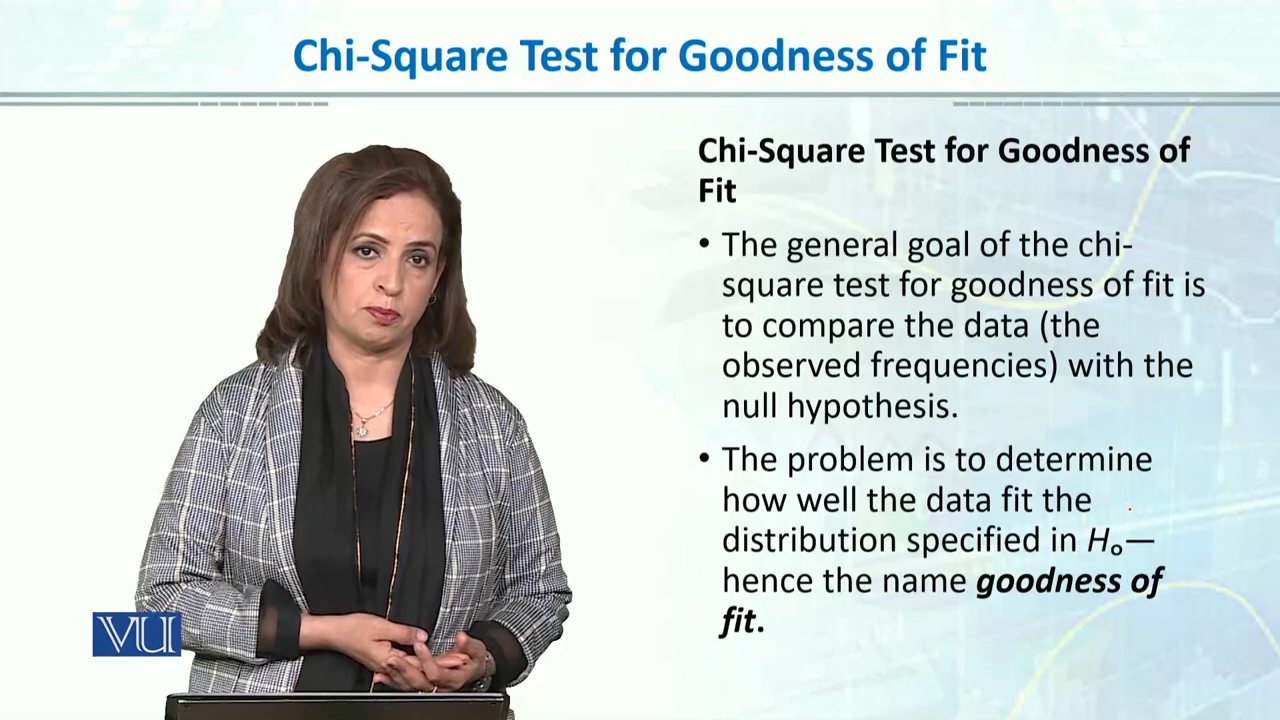 Chi-Square Test for Goodness of Fit
Chi-Square Test for Goodness of
Fit
• The general goal of the chi-
square test for goodness of fit is
to compare the data (the
observed frequencies) with the
null hypothesis.
• The problem is to determine
how well the data fit the
distribution specified in H₀—
hence the name goodness of
fit.
VU